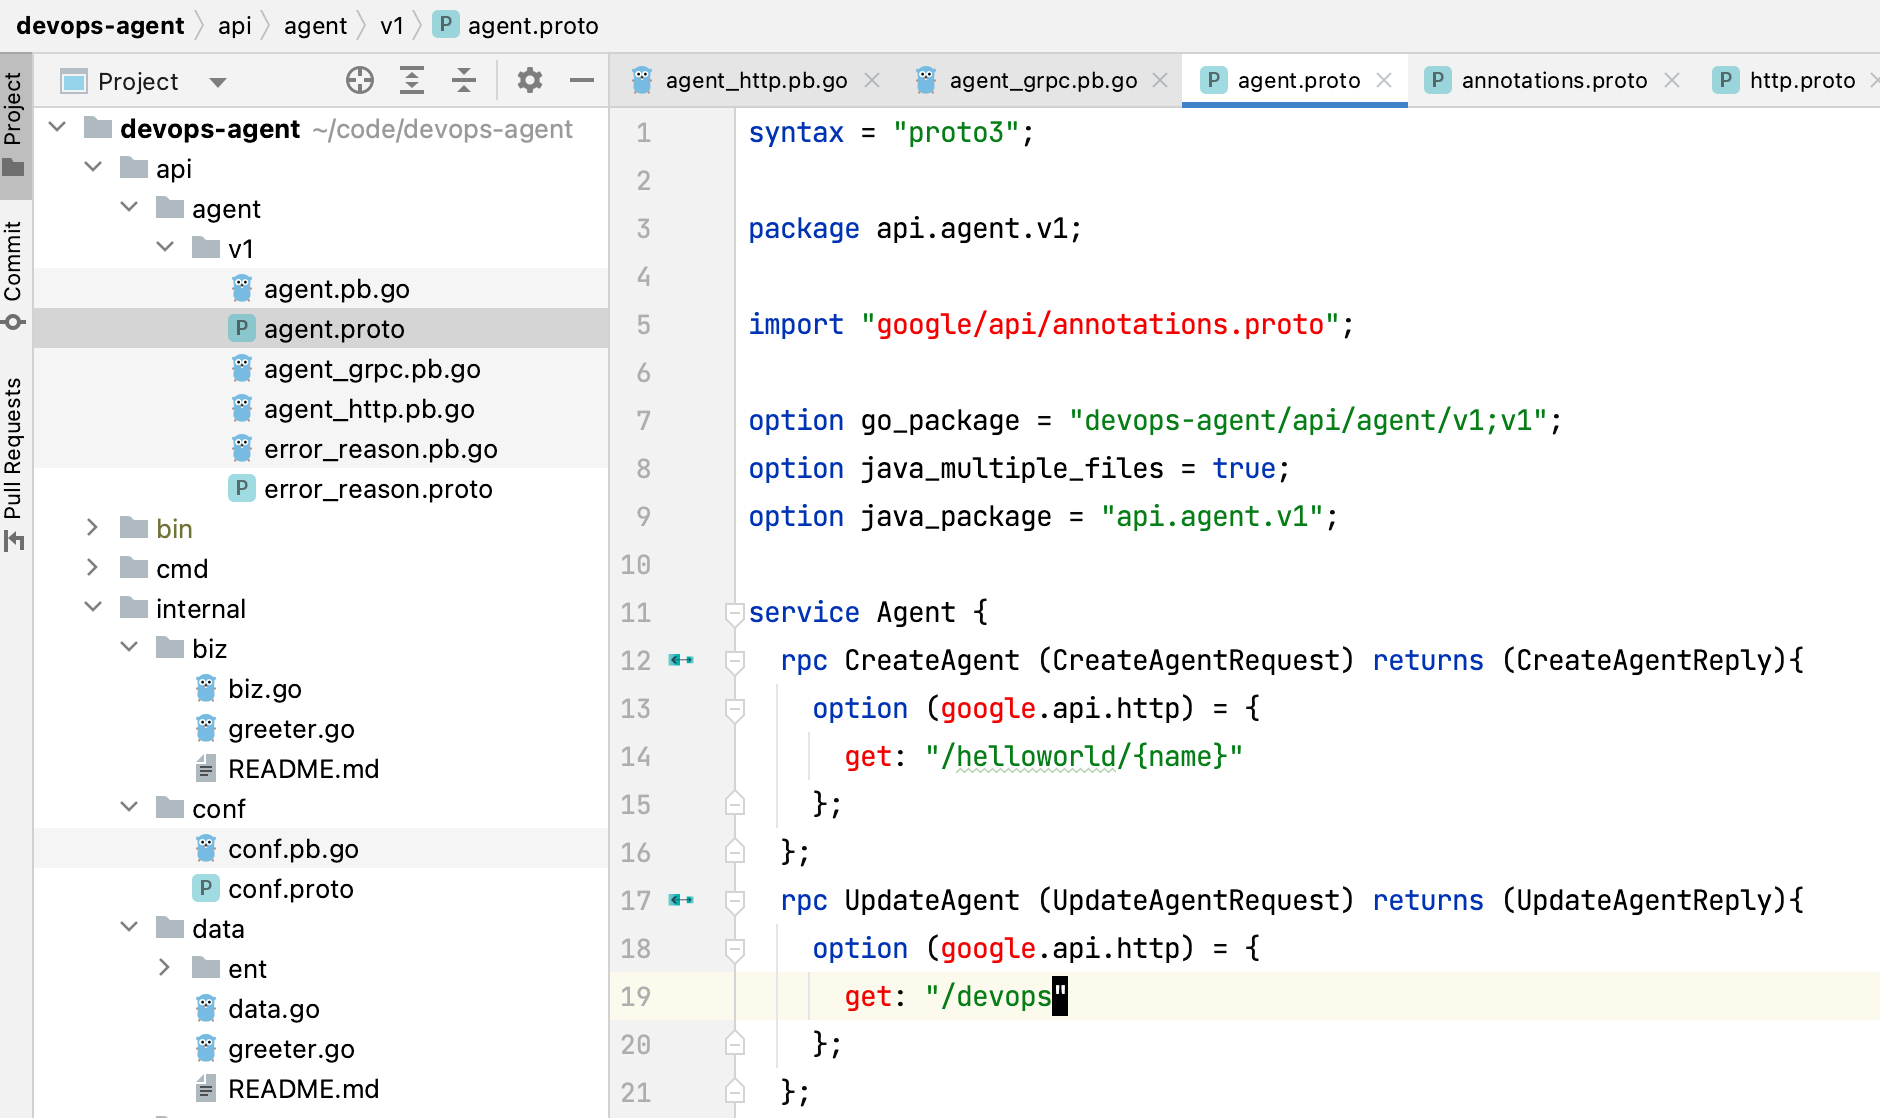 devops-agent api agent v1 agent.proto
Project
Commit
Pull Requests
Project
devops-agent ~/code/devops-agent
api
agent
v1
agent.pb.go
agent.proto
agent_grpc.pb.go
agent_http.pb.go
error_reason.pb.go
error_reason.proto
bin
cmd
internal
biz
biz.go
greeter.go
README.md
conf
conf.pb.go
conf.proto
data
ent
data.go
greeter.go
README.md
agent_http.pb.go agent_grpc.pb.go agent.proto annotations.proto http.proto
1 syntax = "proto3";
2
3 package api.agent.v1;
4
5 import "google/api/annotations.proto";
6
7 option go_package = "devops-agent/api/agent/v1;v1";
8 option java_multiple_files = true;
9 option java_package = "api.agent.v1";
10
11 service Agent {
12 rpc CreateAgent (CreateAgentRequest) returns (CreateAgentReply){
13 option (google.api.http) = {
14 get: "/helloworld/{name}"
15 };
16 };
17 rpc UpdateAgent (UpdateAgentRequest) returns (UpdateAgentReply){
18 option (google.api.http) = {
19 get: "/devops"
20 };
21 };